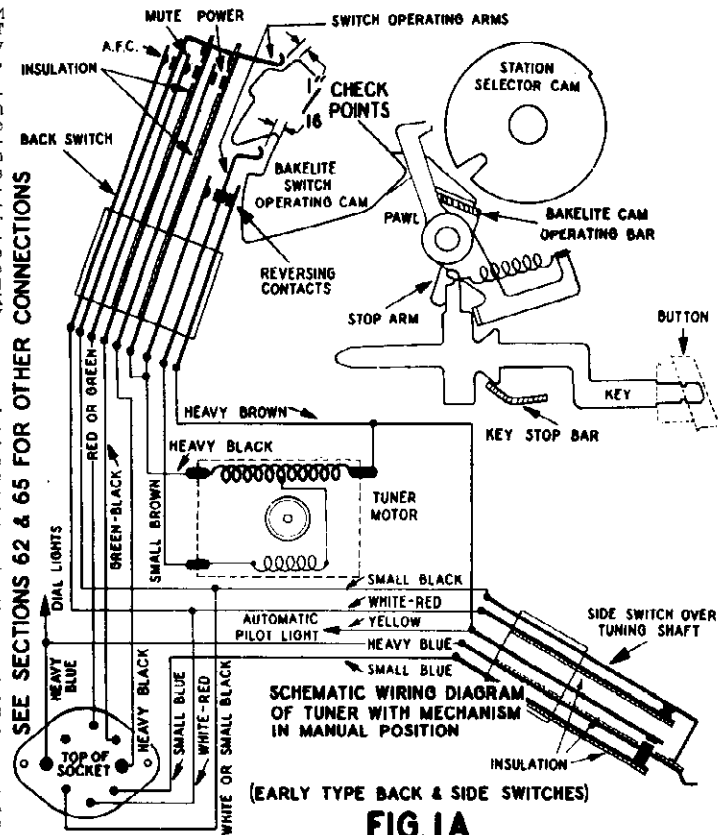 MUTE POWER
SWITCH OPERATING ARMS
A.F.C.
INSULATION
1"
16
CHECK
POINTS
STATION
SELECTOR CAM
BACK SWITCH
BAKELITE
SWITCH
OPERATING CAM
PAWL
BAKELITE CAM
OPERATING BAR
REVERSING
CONTACTS
STOP ARM
BUTTON
KEY
KEY STOP BAR
SEE SECTIONS 62 & 65 FOR OTHER CONNECTIONS
RED OR GREEN
HEAVY BROWN
HEAVY BLACK
TUNER
MOTOR
GREEN-BLACK
SMALL BROWN
DIAL LIGHTS
SMALL BLACK
WHITE-RED
AUTOMATIC
PILOT LIGHT
YELLOW
HEAVY BLUE
SMALL BLUE
SIDE SWITCH OVER
TUNING SHAFT
HEAVY
BLUE
HEAVY BLACK
SMALL BLUE
WHITE-RED
WHITE OR SMALL BLACK
TOP OF
SOCKET
SCHEMATIC WIRING DIAGRAM
OF TUNER WITH MECHANISM
IN MANUAL POSITION
INSULATION
(EARLY TYPE BACK & SIDE SWITCHES)
FIG. 1A